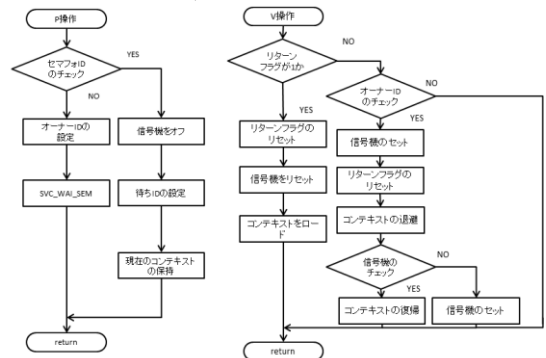 P操作
セマフォID
のチェック
YES
NO
オーナーIDの
設定
信号機をオフ
SVC_WAI_SEM
待ちIDの設定
現在のコンテキスト
の保持
return
V操作
リターン
フラグが1か
NO
YES
オーナーID
のチェック
NO
YES
リターンフラグの
リセット
信号機のセット
信号機をリセット
リターンフラグの
リセット
コンテキストをロー
ド
コンテキストの退避
信号機の
チェック
NO
YES
コンテキストの復帰
信号機のセット
return